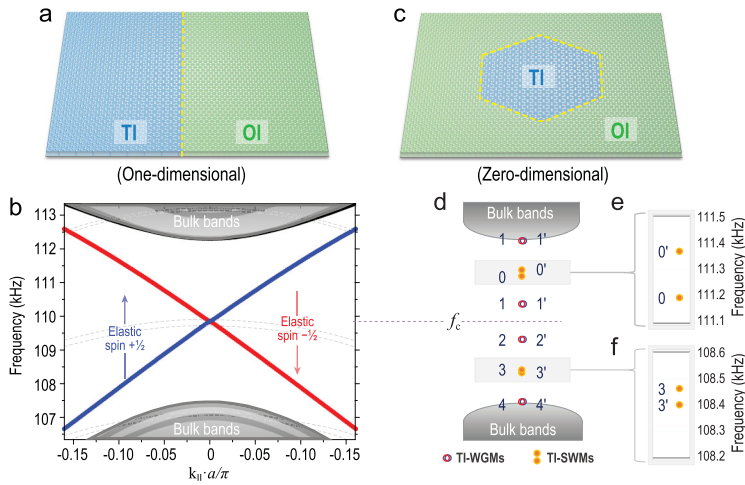 a
TI
OI
(One-dimensional)
c
TI
OI
(Zero-dimensional)
b
113
112
111
110
109
108
107
Frequency (kHz)
Bulk bands
Elastic
spin +½
Elastic
spin −½
Bulk bands
-0.15
-0.10
-0.05
0
-0.05
-0.10
-0.15
k||·a/π
fc
d
Bulk bands
1 1'
0 0'
1 1'
2 2'
3 3'
4 4'
Bulk bands
TI-WGMs
TI-SWMs
e
0'
0
111.5
111.4
111.3
111.2
111.1
Frequency (kHz)
f
3
3'
108.6
108.5
108.4
108.3
108.2
Frequency (kHz)